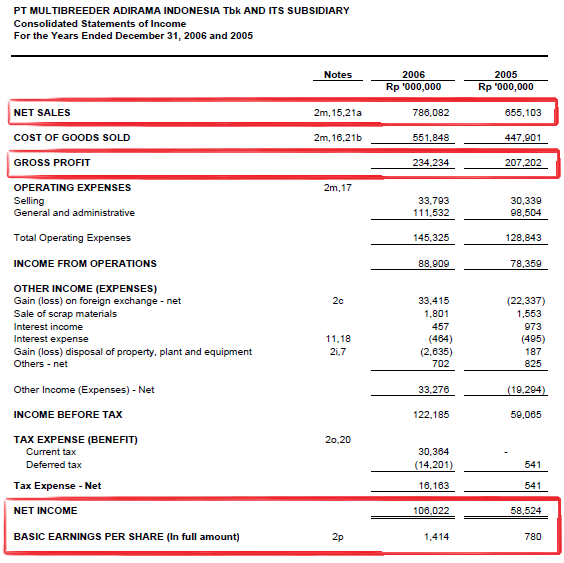 PT MULTIBREEDER ADIRAMA INDONESIA Tbk AND ITS SUBSIDIARY
Consolidated Statements of Income
For the Years Ended December 31, 2006 and 2005
Notes 2006 2005
Rp '000,000 Rp '000,000
NET SALES 2m,15,21a 786,082 655,103
COST OF GOODS SOLD 2m,16,21b 551,848 447,901
GROSS PROFIT 234,234 207,202
OPERATING EXPENSES 2m,17
Selling 33,793 30,339
General and administrative 111,532 98,504
Total Operating Expenses 145,325 128,843
INCOME FROM OPERATIONS 88,909 78,359
OTHER INCOME (EXPENSES)
Gain (loss) on foreign exchange - net 2c 33,415 (22,337)
Sale of scrap materials 1,801 1,553
Interest income 457 973
Interest expense 11,18 (464) (495)
Gain (loss) disposal of property, plant and equipment 2i,7 (2,635) 187
Others - net 702 825
Other Income (Expenses) - Net 33,276 (19,294)
INCOME BEFORE TAX 122,185 59,065
TAX EXPENSE (BENEFIT) 2o,20
Current tax 30,364 -
Deferred tax (14,201) 541
Tax Expense - Net 16,163 541
NET INCOME 106,022 58,524
BASIC EARNINGS PER SHARE (In full amount) 2p 1,414 780